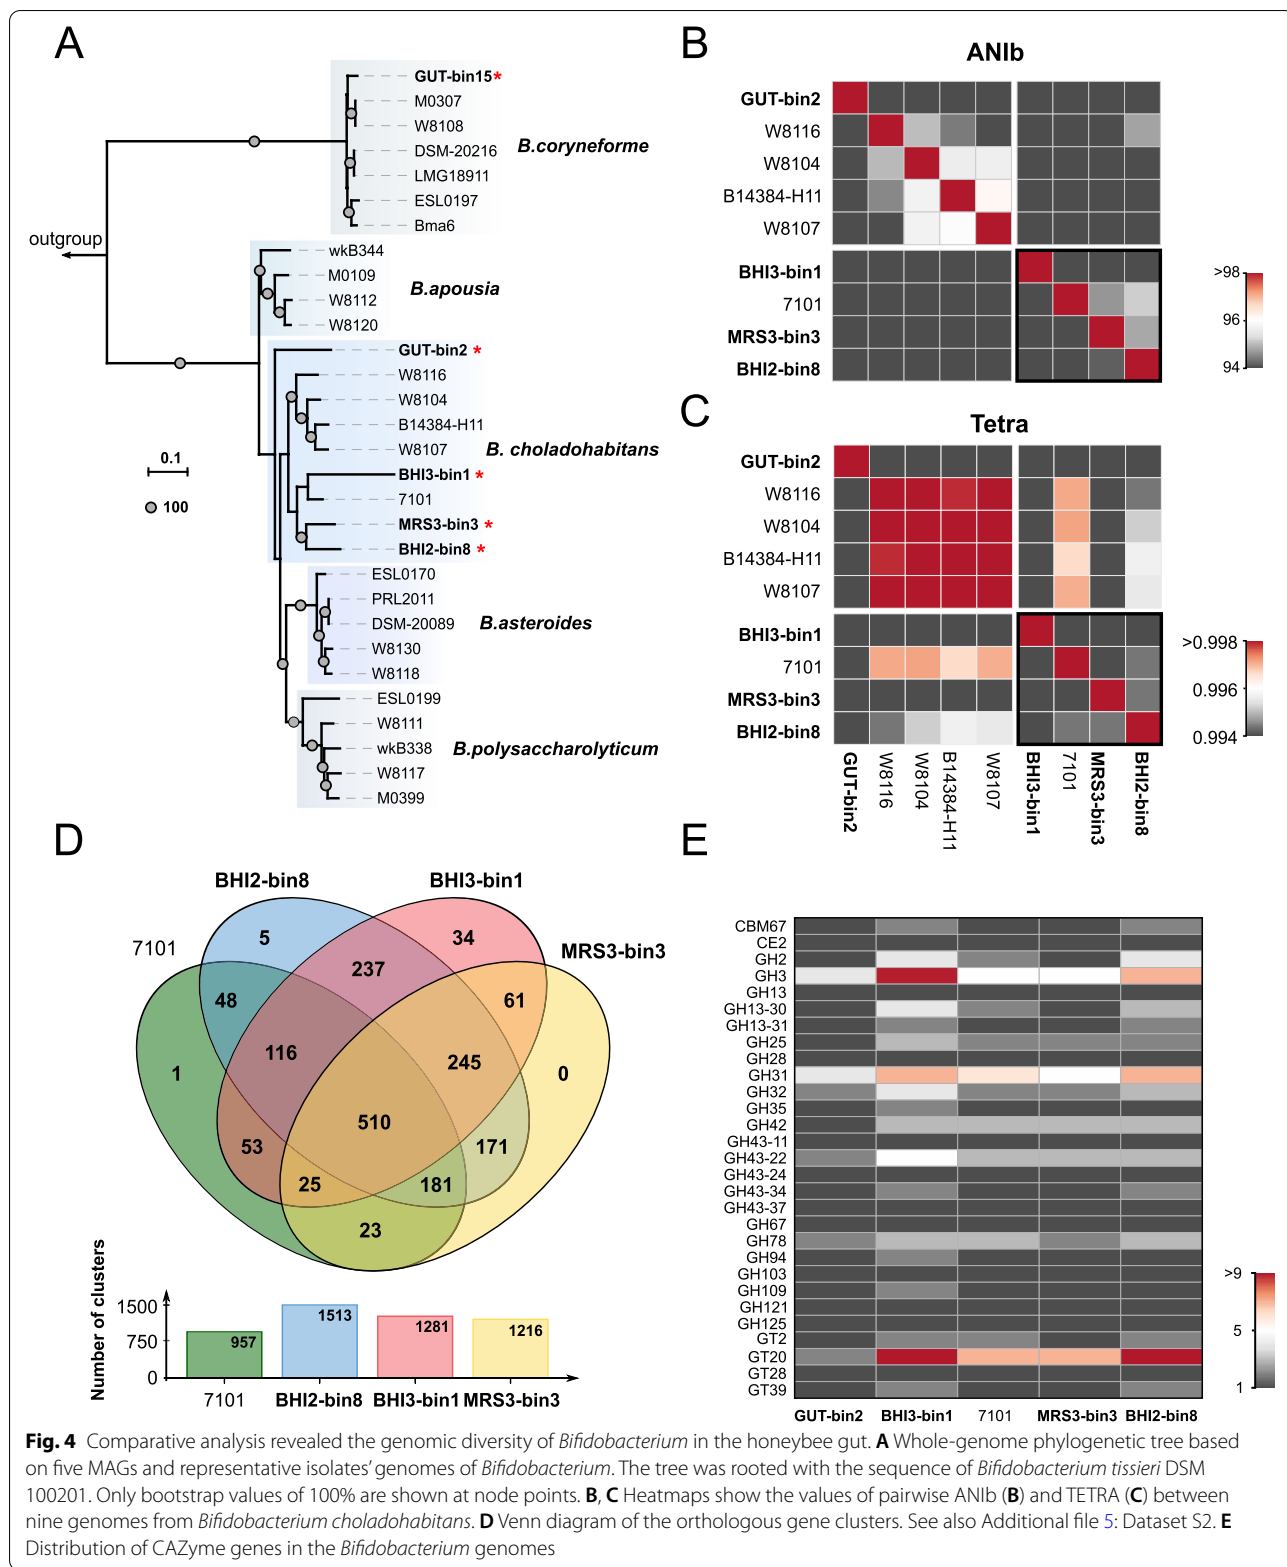 A
GUT-bin15*
M0307
W8108
DSM-20216
LMG18911
ESL0197
Bma6
B.coryneforme
outgroup
wkB344
M0109
W8112
W8120
B.apousia
GUT-bin2 *
W8116
W8104
B14384-H11
W8107
B. choladohabitans
BHI3-bin1 *
7101
MRS3-bin3 *
BHI2-bin8 *
0.1
100
ESL0170
PRL2011
DSM-20089
W8130
W8118
B.asteroides
ESL0199
W8111
wkB338
W8117
M0399
B.polysaccharolyticum
B
ANIb
GUT-bin2
W8116
W8104
B14384-H11
W8107
BHI3-bin1
7101
MRS3-bin3
BHI2-bin8
>98
96
94
C
Tetra
GUT-bin2
W8116
W8104
B14384-H11
W8107
BHI3-bin1
7101
MRS3-bin3
BHI2-bin8
>0.998
0.996
0.994
GUT-bin2
W8116
W8104
B14384-H11
W8107
BHI3-bin1
7101
MRS3-bin3
BHI2-bin8
D
BHI2-bin8
BHI3-bin1
7101
MRS3-bin3
5
34
237
48
61
116
245
1
0
510
53
171
25
181
23
Number of clusters
1500
750
0
957
1513
1281
1216
7101
BHI2-bin8
BHI3-bin1
MRS3-bin3
E
CBM67
CE2
GH2
GH3
GH13
GH13-30
GH13-31
GH25
GH28
GH31
GH32
GH35
GH42
GH43-11
GH43-22
GH43-24
GH43-34
GH43-37
GH67
GH78
GH94
GH103
GH109
GH121
GH125
GT2
GT20
GT28
GT39
GUT-bin2
BHI3-bin1
7101
MRS3-bin3
BHI2-bin8
>9
5
1
Fig. 4 Comparative analysis revealed the genomic diversity of Bifidobacterium in the honeybee gut. A Whole-genome phylogenetic tree based
on five MAGs and representative isolates' genomes of Bifidobacterium. The tree was rooted with the sequence of Bifidobacterium tissieri DSM
100201. Only bootstrap values of 100% are shown at node points. B, C Heatmaps show the values of pairwise ANIb (B) and TETRA (C) between
nine genomes from Bifidobacterium choladohabitans. D Venn diagram of the orthologous gene clusters. See also Additional file 5: Dataset S2. E
Distribution of CAZyme genes in the Bifidobacterium genomes